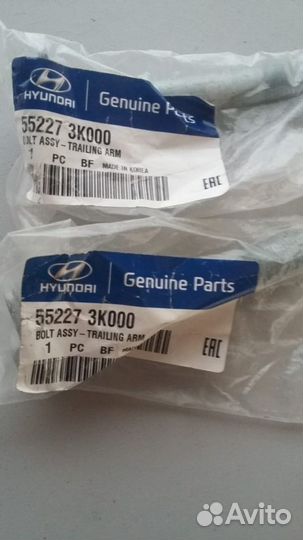 HYUNDAI
Genuine Parts
55227 3K000
BOLT ASSY-TRAILING ARM
1 PC BF MADE IN KOREA
EAC
HYUNDAI
Genuine Parts
55227 3K000
BOLT ASSY-TRAILING ARM
1 PC BF
EAC
Avito